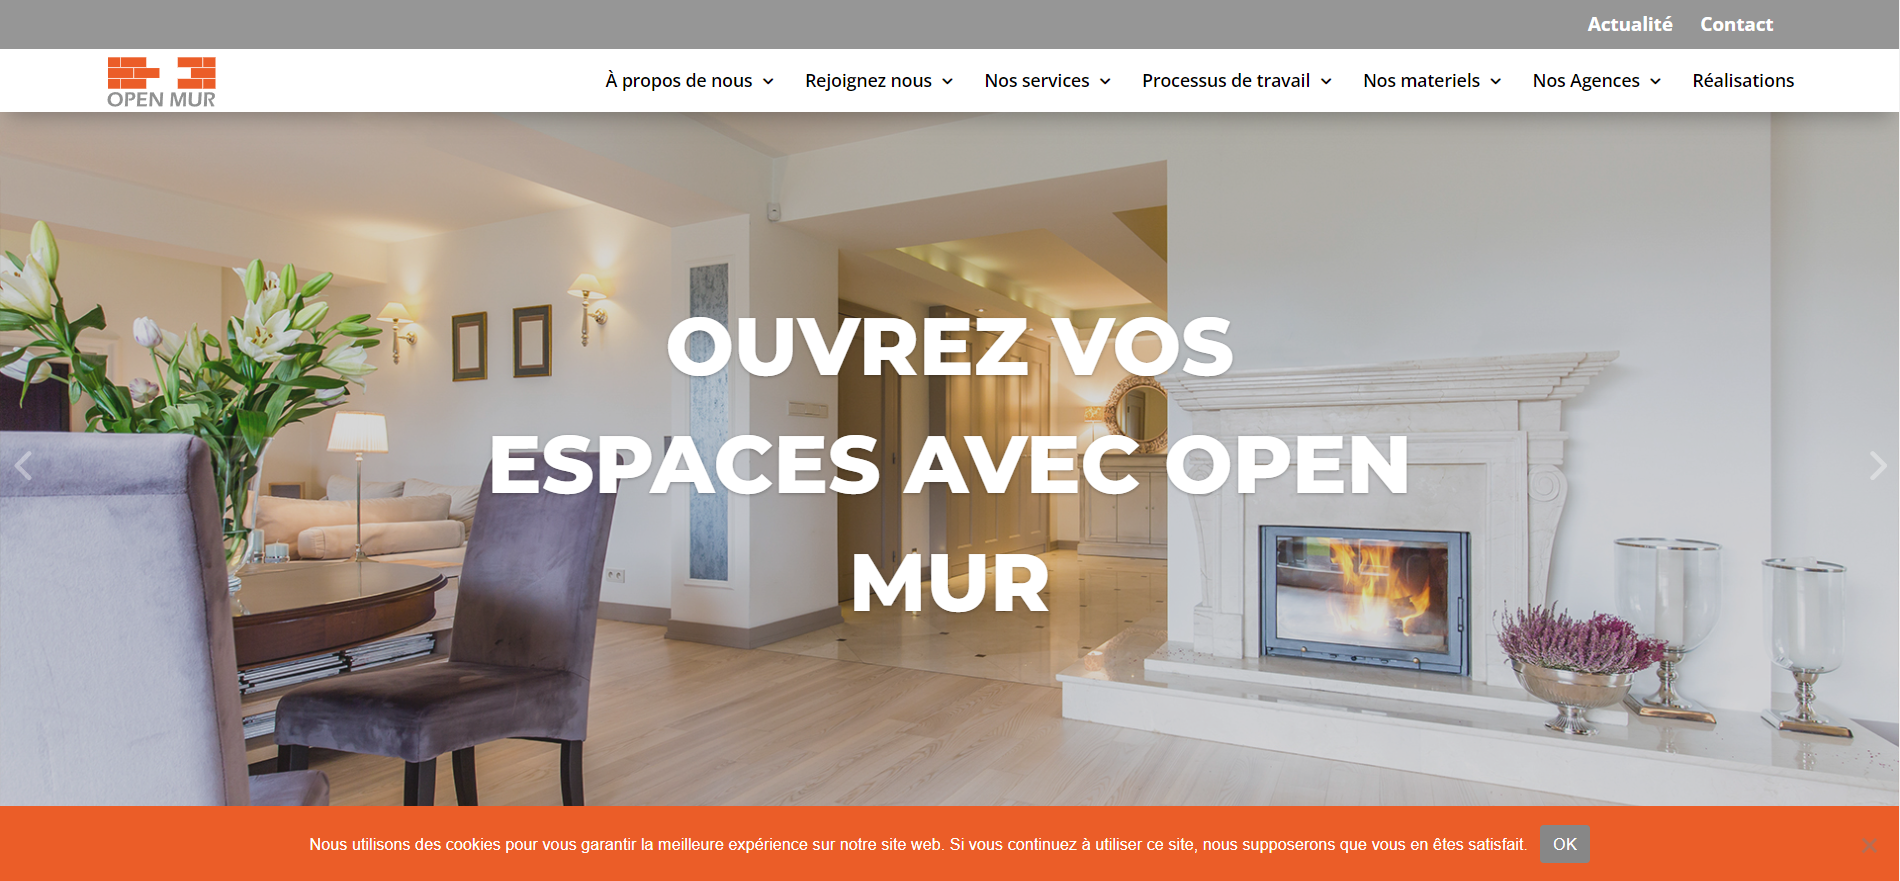 Actualité Contact
OPEN MUR
À propos de nous Rejoignez nous Nos services Processus de travail Nos materiels Nos Agences Réalisations
OUVREZ VOS
ESPACES AVEC OPEN
MUR
Nous utilisons des cookies pour vous garantir la meilleure expérience sur notre site web. Si vous continuez à utiliser ce site, nous supposerons que vous en êtes satisfait. OK